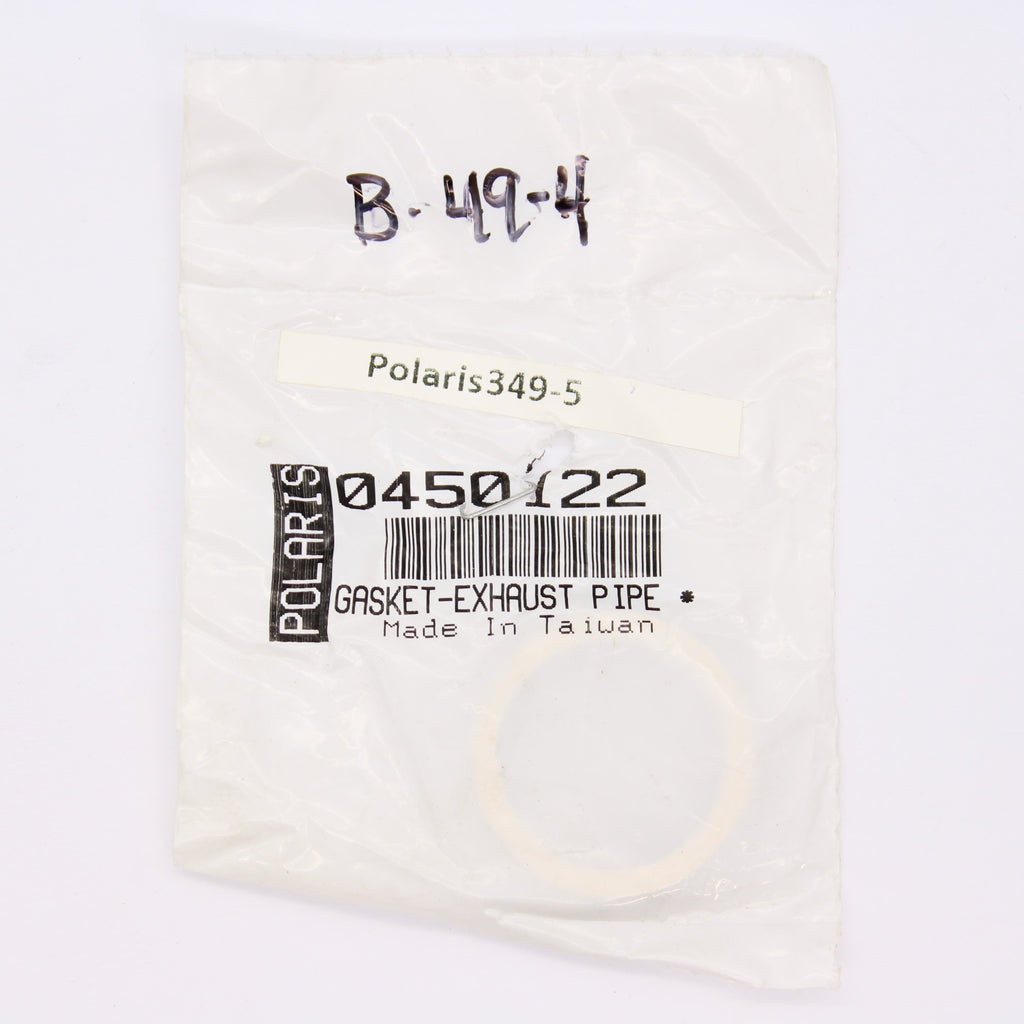 B-49-4
Polaris349-5
POLARIS
0450122
GASKET-EXHAUST PIPE *
Made In Taiwan